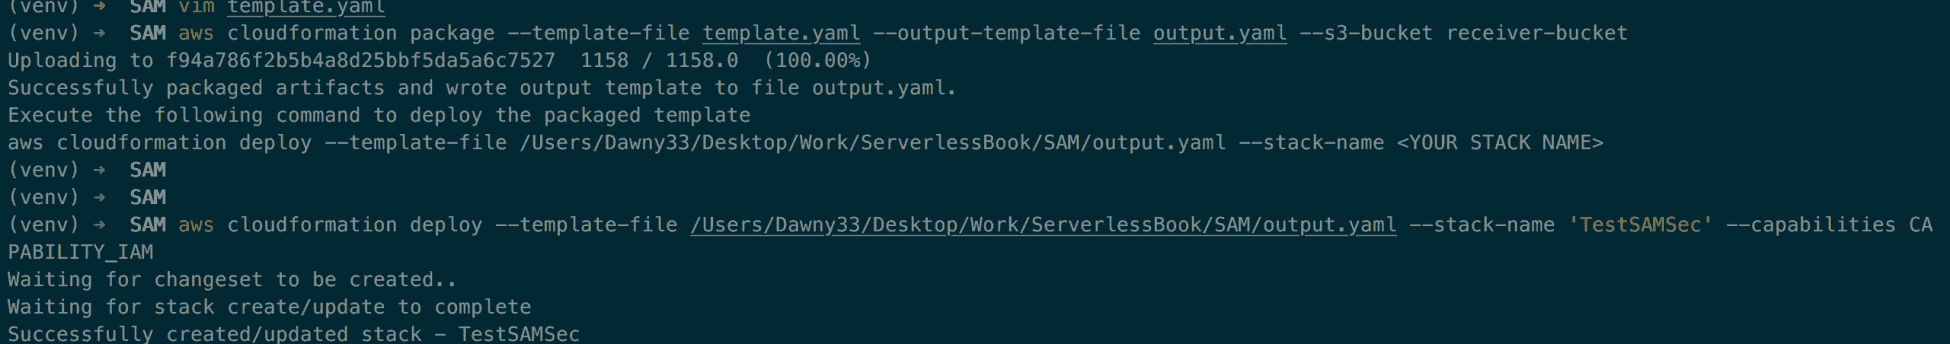 (venv) → SAM vim template.yaml
(venv) → SAM aws cloudformation package --template-file template.yaml --output-template-file output.yaml --s3-bucket receiver-bucket
Uploading to f94a786f2b5b4a8d25bbf5da5a6c7527 1158 / 1158.0 (100.00%)
Successfully packaged artifacts and wrote output template to file output.yaml.
Execute the following command to deploy the packaged template
aws cloudformation deploy --template-file /Users/Dawny33/Desktop/Work/ServerlessBook/SAM/output.yaml --stack-name <YOUR STACK NAME>
(venv) → SAM
(venv) → SAM
(venv) → SAM aws cloudformation deploy --template-file /Users/Dawny33/Desktop/Work/ServerlessBook/SAM/output.yaml --stack-name 'TestSAMSec' --capabilities CA
PABILITY_IAM
Waiting for changeset to be created..
Waiting for stack create/update to complete
Successfully created/updated stack - TestSAMSec